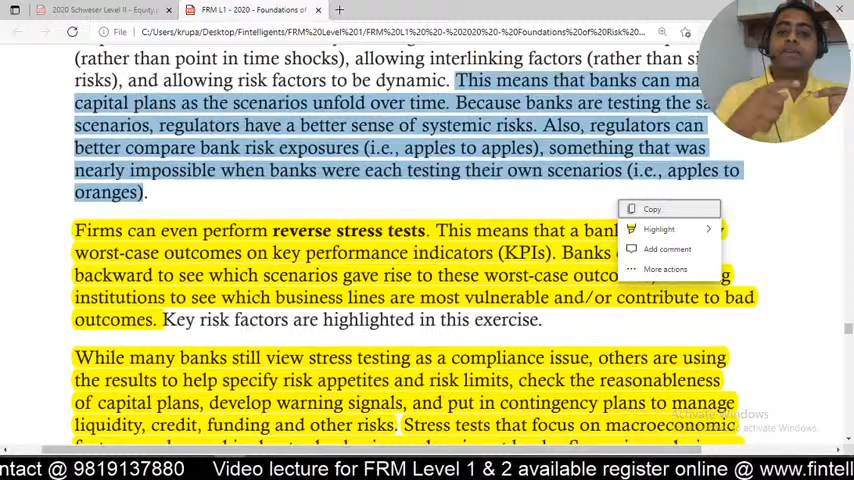 2020 Schweser Level II - Equity
FRM L1 - 2020 - Foundations of
File
C:/Users/krupa/Desktop/Fintelligents/FRM%20Level%201/FRM%20L1%20%20-%202020%20-%20Foundations%20of%20Risk
(rather than point in time shocks), allowing interlinking factors (rather than
risks), and allowing risk factors to be dynamic. This means that banks can
capital plans as the scenarios unfold over time. Because banks are testing the
scenarios, regulators have a better sense of systemic risks. Also, regulators can
better compare bank risk exposures (i.e., apples to apples), something that was
nearly impossible when banks were each testing their own scenarios (i.e., apples to
oranges).
Copy
Highlight
Add comment
More actions
Firms can even perform reverse stress tests. This means that a
worst-case outcomes on key performance indicators (KPIs). Banks
backward to see which scenarios gave rise to these worst-case
institutions to see which business lines are most vulnerable and/or contribute to bad
outcomes. Key risk factors are highlighted in this exercise.
While many banks still view stress testing as a compliance issue, others are using
the results to help specify risk appetites and risk limits, check the reasonableness
of capital plans, develop warning signals, and put in contingency plans to manage
liquidity, credit, funding and other risks. Stress tests that focus on macroeconomic
Activate Windows
activate Windows.
ontact @ 9819137880 Video lecture for FRM Level 1 & 2 available register online @ www.fintell